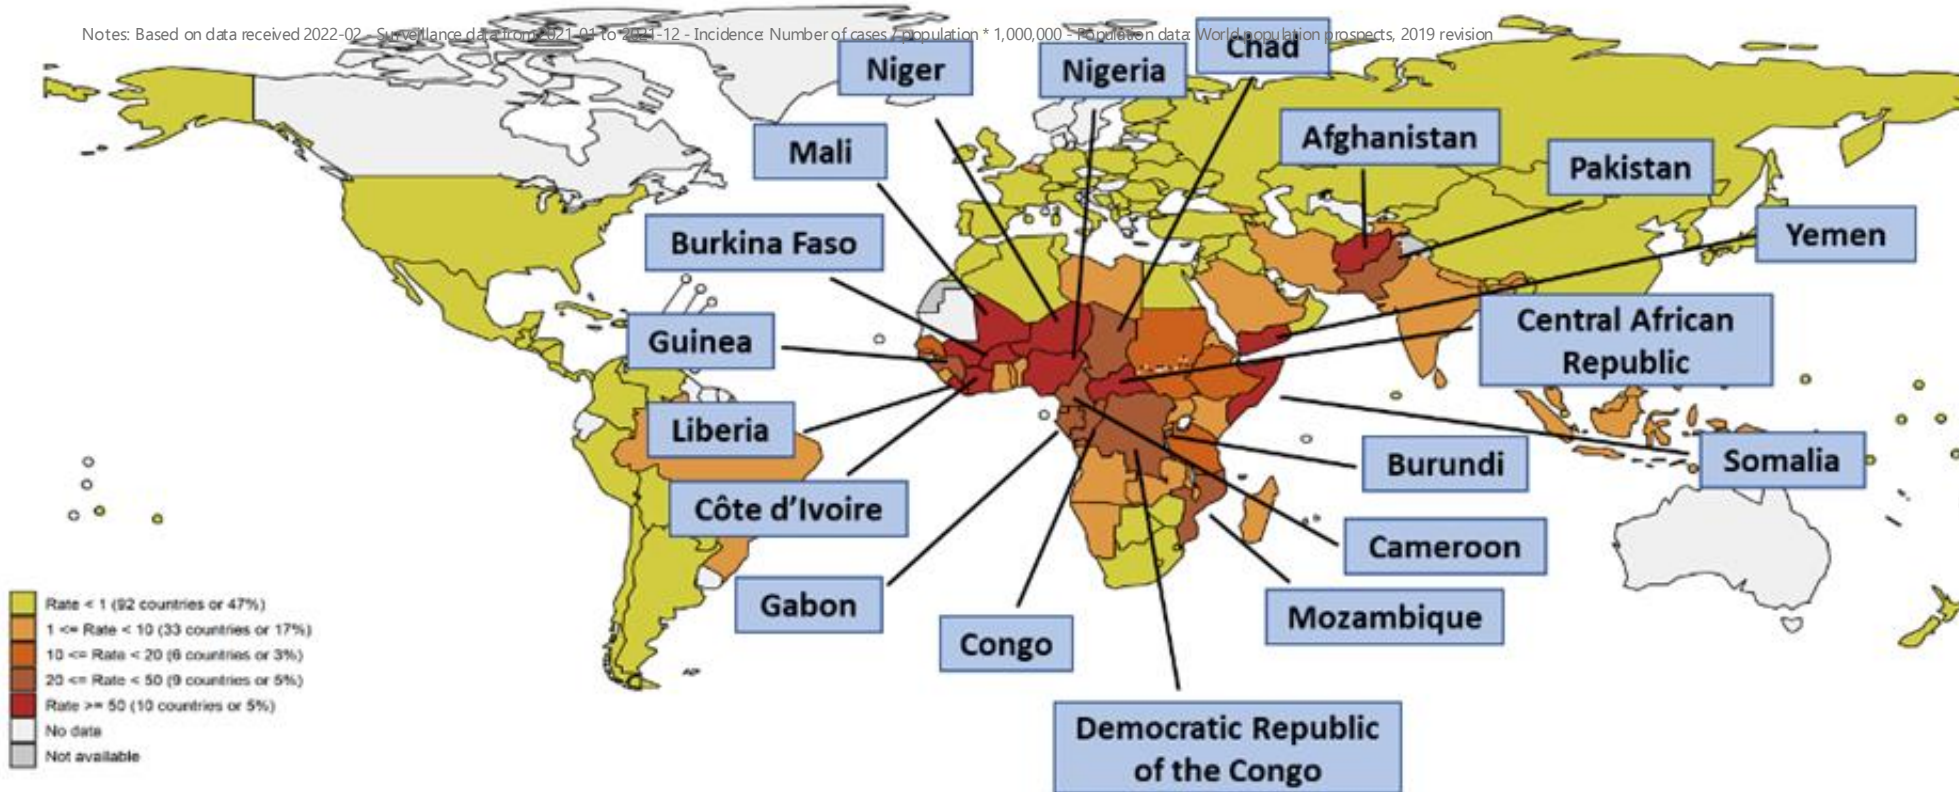 Notes: Based on data received 2022-02 - Surveillance data from 2021-01 to 2021-12 - Incidence: Number of cases / population * 1,000,000 - Population data: World population prospects, 2019 revision
Chad
Niger
Nigeria
Afghanistan
Mali
Pakistan
Burkina Faso
Yemen
Central African
Republic
Guinea
Liberia
Burundi
Somalia
Côte d'Ivoire
Cameroon
Gabon
Mozambique
Congo
Democratic Republic
of the Congo
Rate < 1 (92 countries or 47%)
1 <= Rate < 10 (33 countries or 17%)
10 <= Rate < 20 (6 countries or 3%)
20 <= Rate < 50 (9 countries or 5%)
Rate >= 50 (10 countries or 5%)
No data
Not available